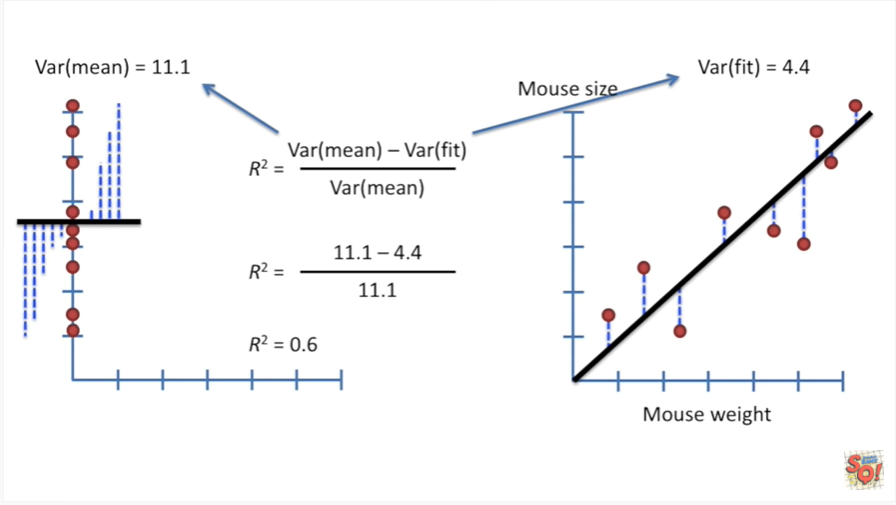 Var(mean) = 11.1
Var(fit) = 4.4
Mouse size
R² = Var(mean) – Var(fit)
Var(mean)
R² = 11.1 – 4.4
11.1
R² = 0.6
Mouse weight
SQ!